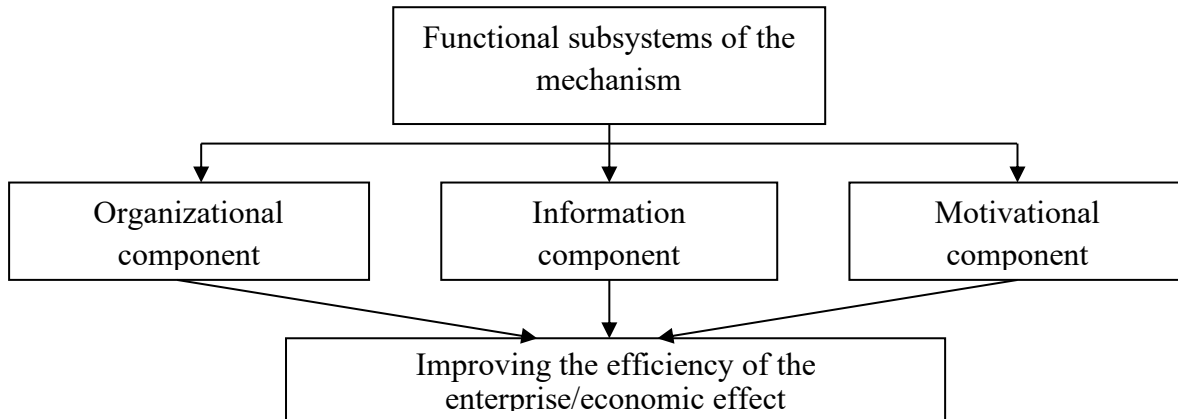 Functional subsystems of the
mechanism
Organizational
component
Information
component
Motivational
component
Improving the efficiency of the
enterprise/economic effect